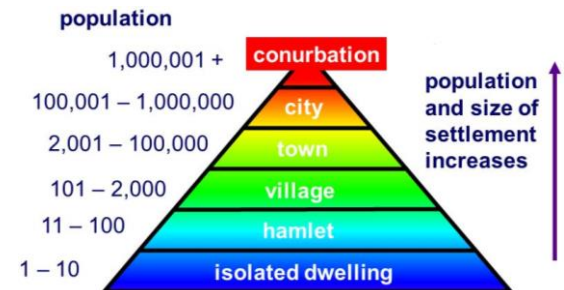 population
1,000,001 + conurbation
100,001 – 1,000,000 city
2,001 – 100,000 town
101 – 2,000 village
11 – 100 hamlet
1 – 10 isolated dwelling
population
and size of
settlement
increases